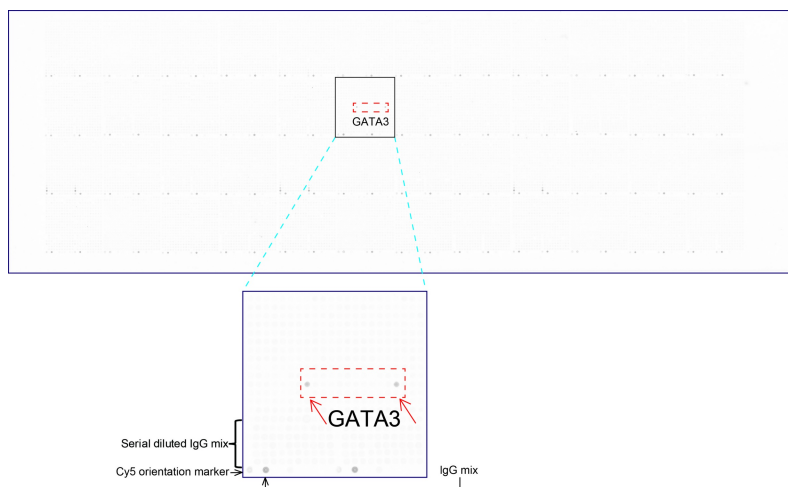 GATA3
GATA3
Serial diluted IgG mix
Cy5 orientation marker
IgG mix